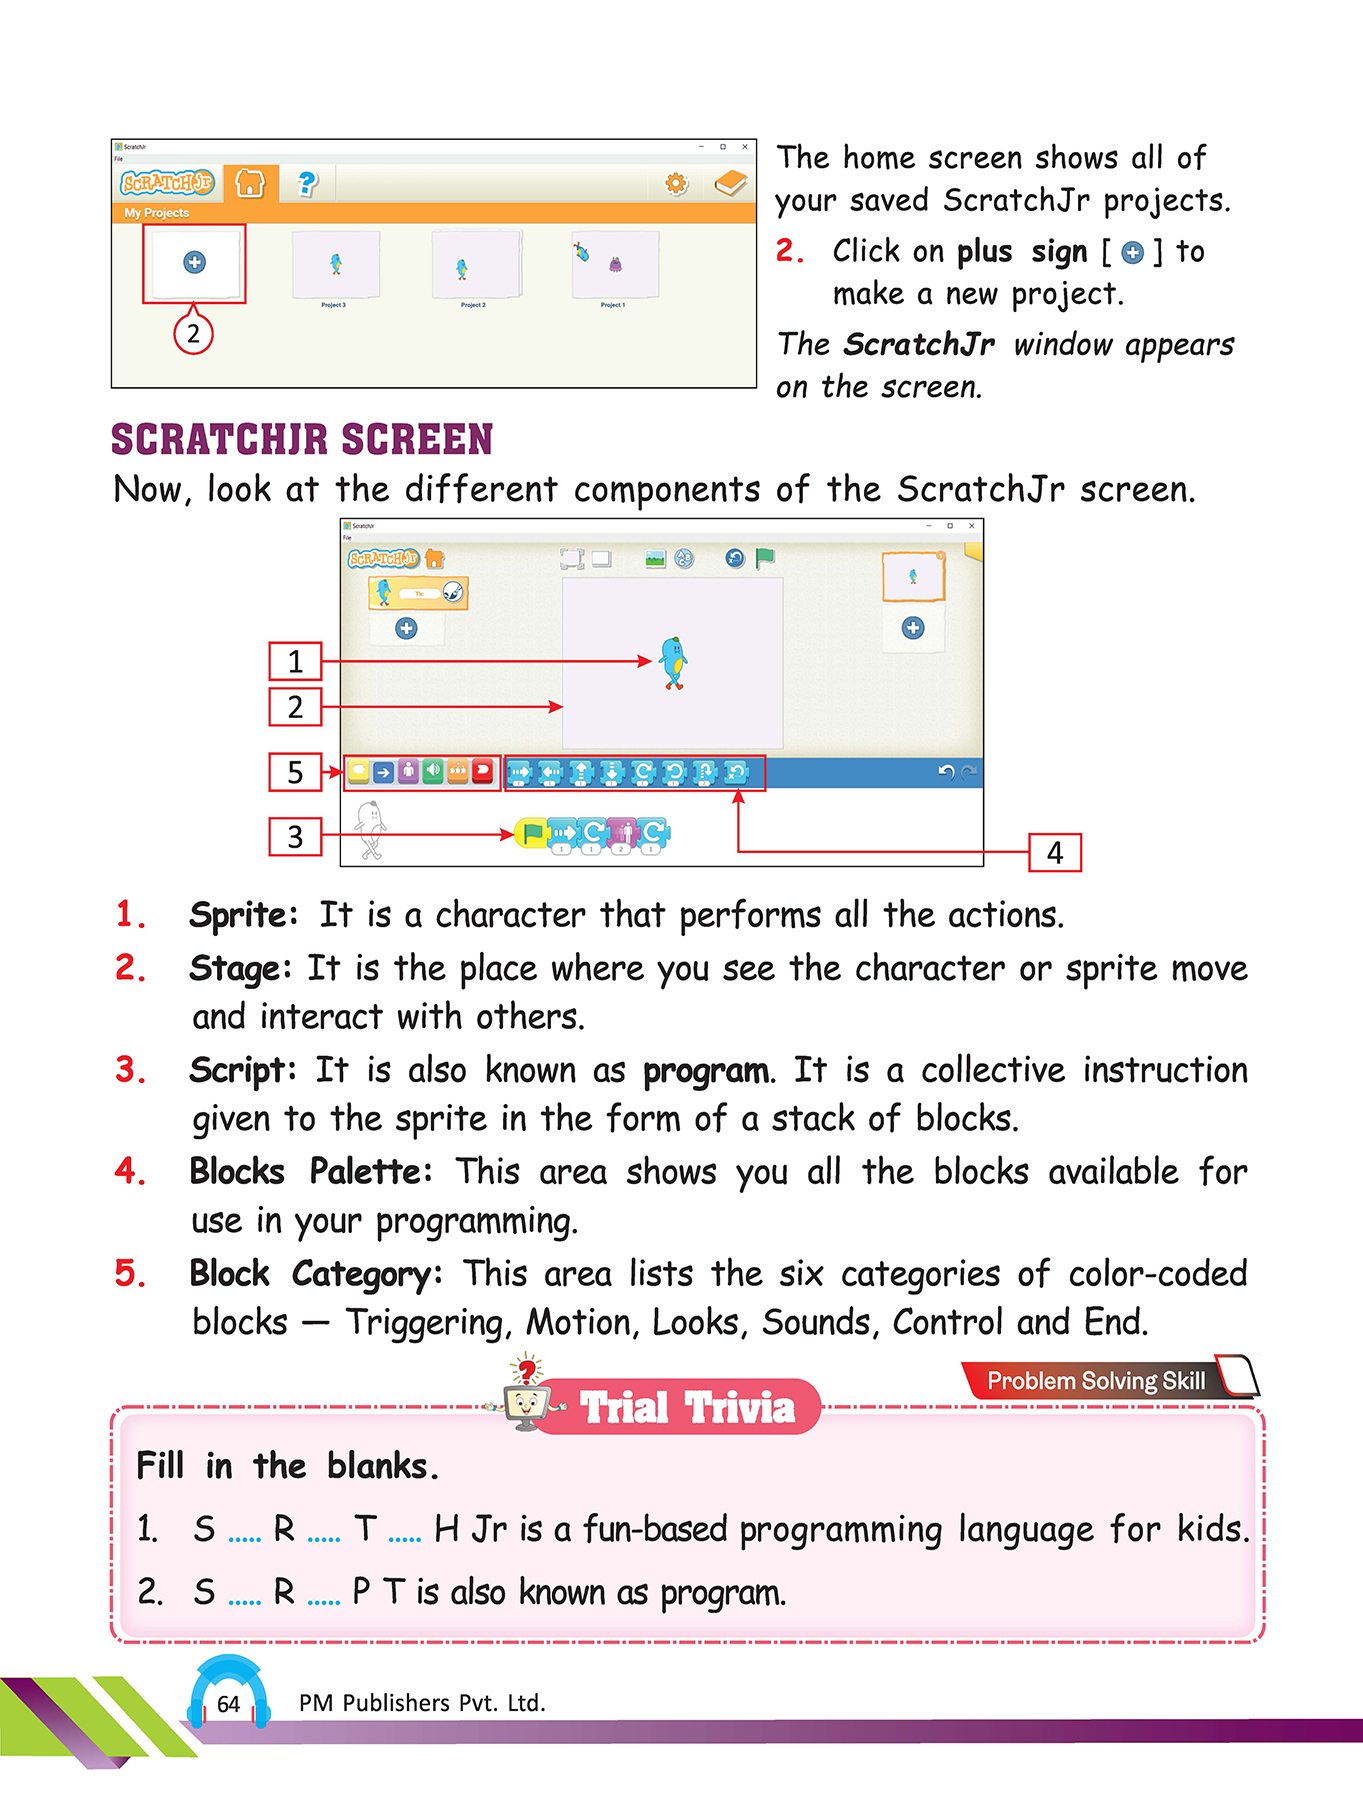 ScratchJr
File
SCRATCHJr
?
My Projects
Project 3
Project 2
Project 1
2
The home screen shows all of
your saved ScratchJr projects.
2. Click on plus sign [ + ] to
make a new project.
The ScratchJr window appears
on the screen.
SCRATCHJR SCREEN
Now, look at the different components of the ScratchJr screen.
ScratchJr
File
SCRATCHJr
Tic
1
2
5
3
4
1 1 2 1
1. Sprite: It is a character that performs all the actions.
2. Stage: It is the place where you see the character or sprite move
and interact with others.
3. Script: It is also known as program. It is a collective instruction
given to the sprite in the form of a stack of blocks.
4. Blocks Palette: This area shows you all the blocks available for
use in your programming.
5. Block Category: This area lists the six categories of color-coded
blocks — Triggering, Motion, Looks, Sounds, Control and End.
Problem Solving Skill
?
Trial Trivia
Fill in the blanks.
1. S ..... R ..... T ..... H Jr is a fun-based programming language for kids.
2. S ..... R ..... P T is also known as program.
64 PM Publishers Pvt. Ltd.